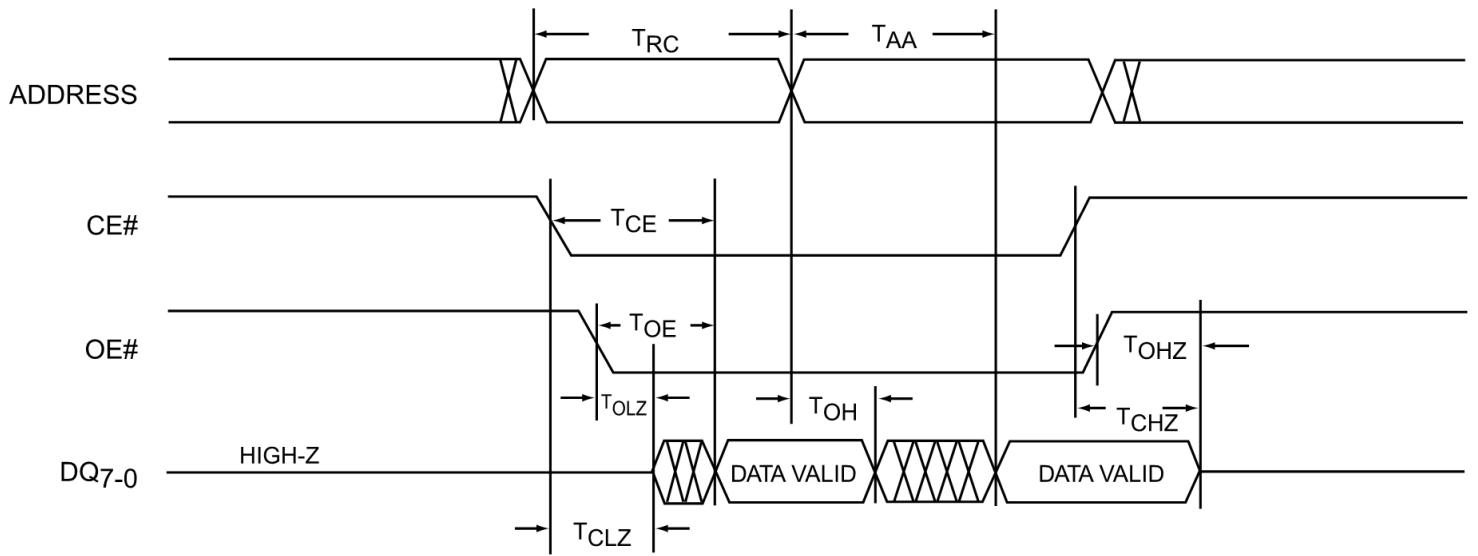 TRC
TAA
ADDRESS
TCE
CE#
TOE
OE#
TOHZ
TOLZ
TOH
TCHZ
HIGH-Z
DQ7-0
DATA VALID
DATA VALID
TCLZ